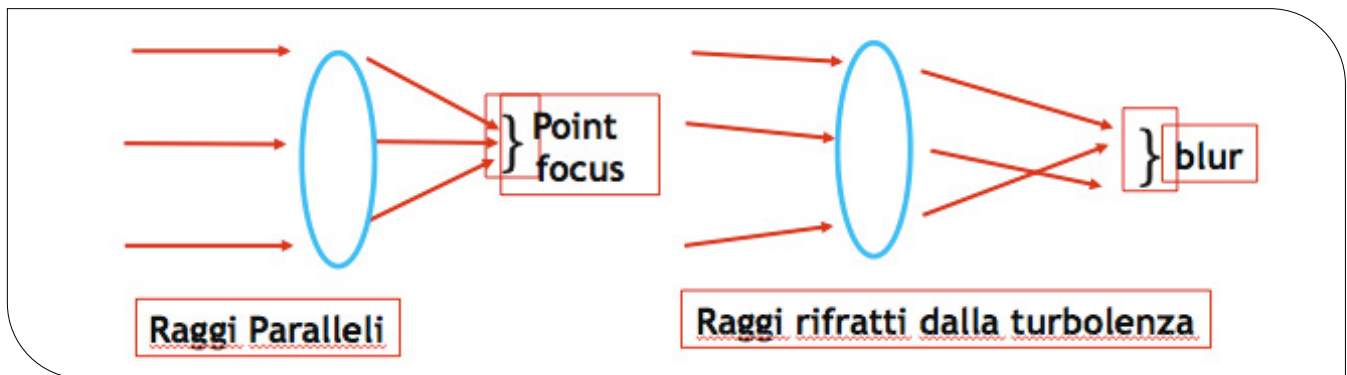 } Point
focus
Raggi Paralleli
} blur
Raggi rifratti dalla turbolenza